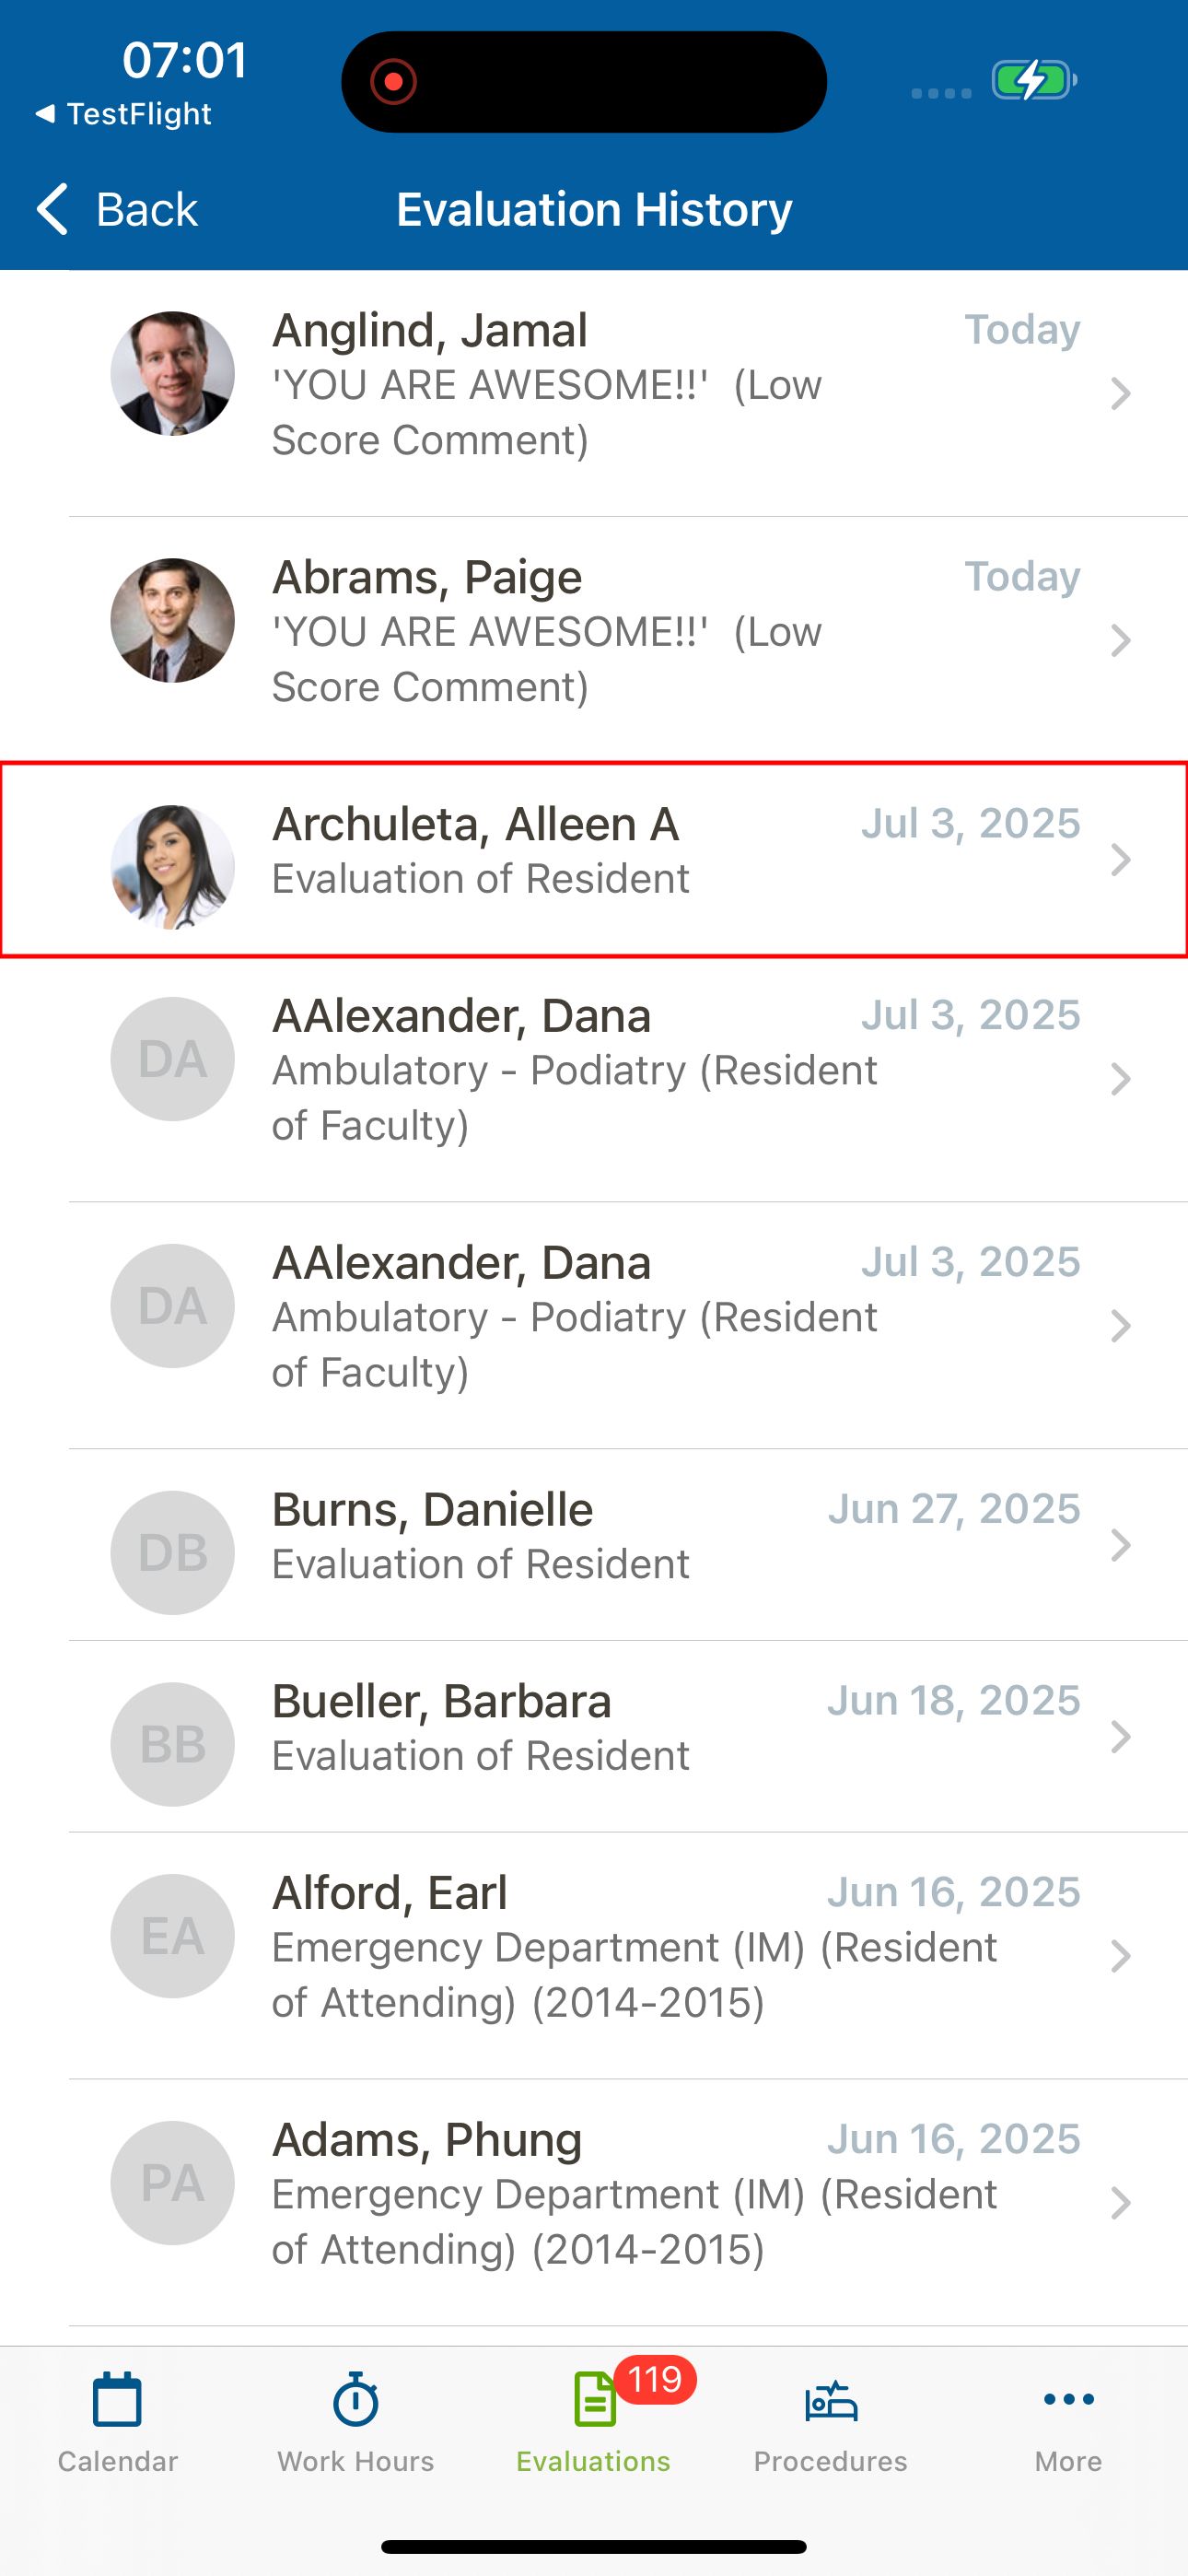 07:01
◀ TestFlight
Back
Evaluation History
Anglind, Jamal
Today
'YOU ARE AWESOME!!'  (Low
Score Comment)
Abrams, Paige
Today
'YOU ARE AWESOME!!'  (Low
Score Comment)
Archuleta, Alleen A
Jul 3, 2025
Evaluation of Resident
DA
AAlexander, Dana
Jul 3, 2025
Ambulatory - Podiatry (Resident
of Faculty)
DA
AAlexander, Dana
Jul 3, 2025
Ambulatory - Podiatry (Resident
of Faculty)
DB
Burns, Danielle
Jun 27, 2025
Evaluation of Resident
BB
Bueller, Barbara
Jun 18, 2025
Evaluation of Resident
EA
Alford, Earl
Jun 16, 2025
Emergency Department (IM) (Resident
of Attending) (2014-2015)
PA
Adams, Phung
Jun 16, 2025
Emergency Department (IM) (Resident
of Attending) (2014-2015)
119
Calendar
Work Hours
Evaluations
Procedures
More